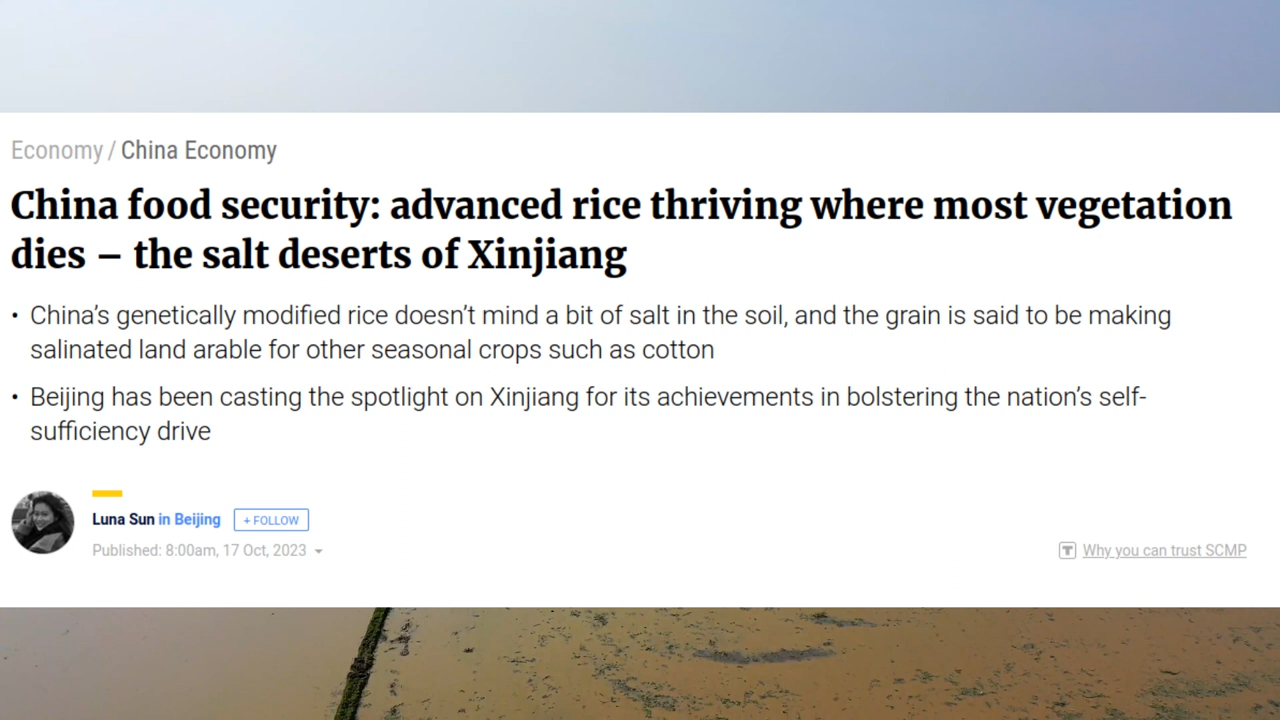 Economy / China Economy
China food security: advanced rice thriving where most vegetation
dies – the salt deserts of Xinjiang
• China’s genetically modified rice doesn’t mind a bit of salt in the soil, and the grain is said to be making
salinated land arable for other seasonal crops such as cotton
• Beijing has been casting the spotlight on Xinjiang for its achievements in bolstering the nation’s self-
sufficiency drive
Luna Sun in Beijing + FOLLOW
Published: 8:00am, 17 Oct, 2023
Why you can trust SCMP